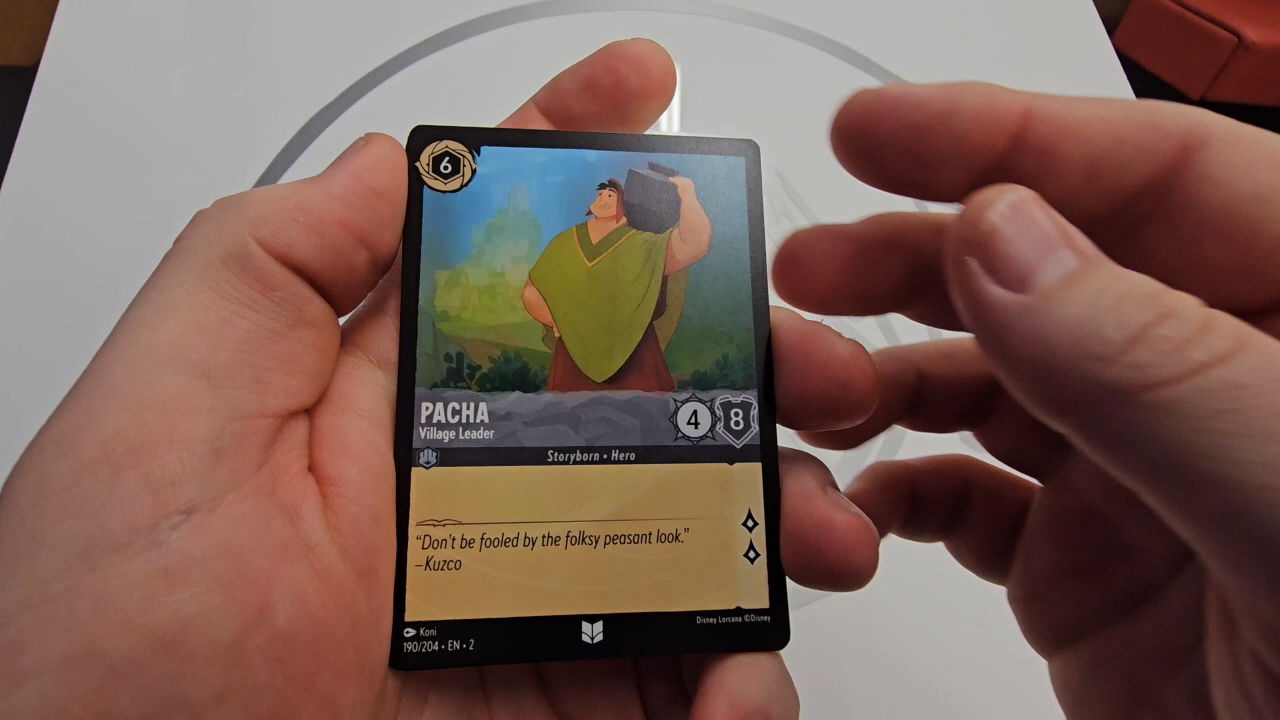 6
PACHA
Village Leader
4 8
Storyborn • Hero
“Don’t be fooled by the folksy peasant look.”
–Kuzco
Koni
Disney Lorcana ©Disney
190/204 • EN • 2